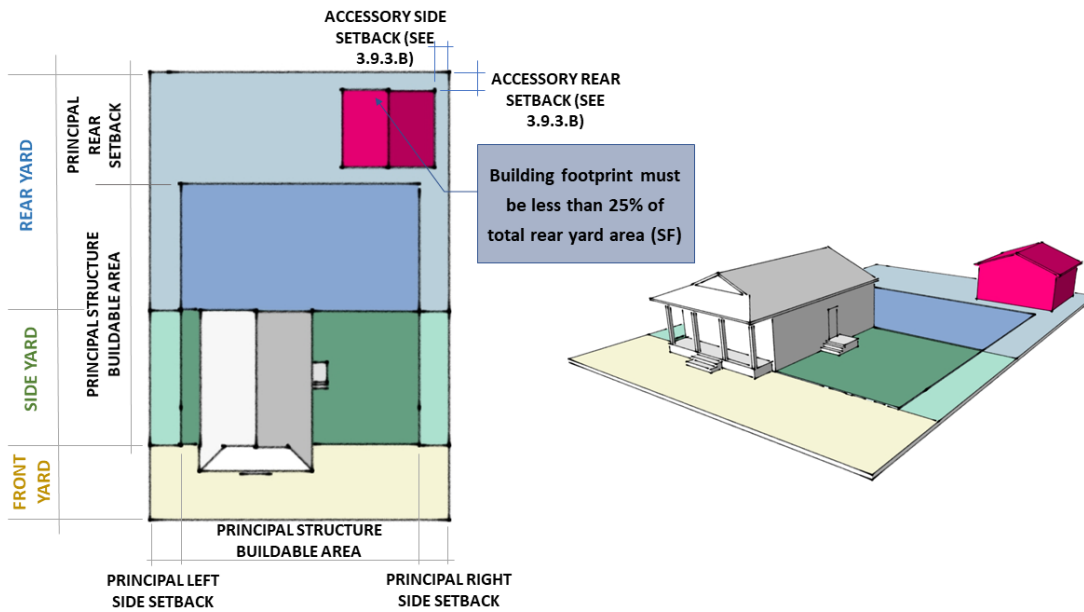 ACCESSORY SIDE
SETBACK (SEE
3.9.3.B)
ACCESSORY REAR
SETBACK (SEE
3.9.3.B)
REAR YARD
PRINCIPAL
REAR
SETBACK
Building footprint must
be less than 25% of
total rear yard area (SF)
SIDE YARD
PRINCIPAL STRUCTURE
BUILDABLE AREA
FRONT
YARD
PRINCIPAL STRUCTURE
BUILDABLE AREA
PRINCIPAL LEFT
SIDE SETBACK
PRINCIPAL RIGHT
SIDE SETBACK